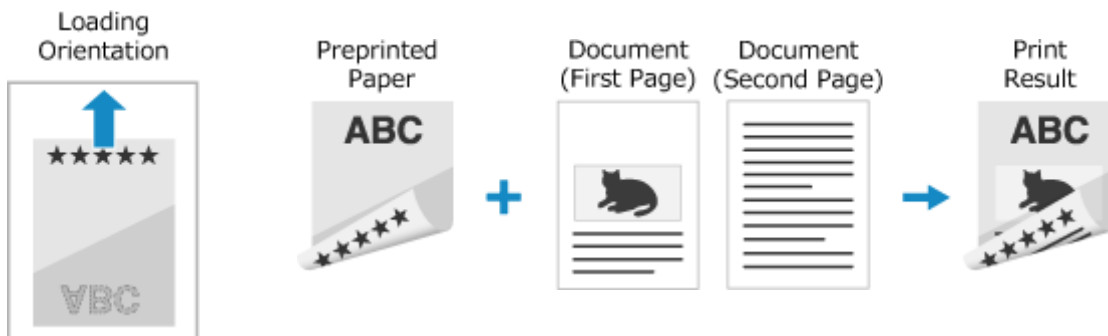 Loading
Orientation
ABC
Preprinted
Paper
ABC
Document
(First Page)
Document
(Second Page)
Print
Result
ABC